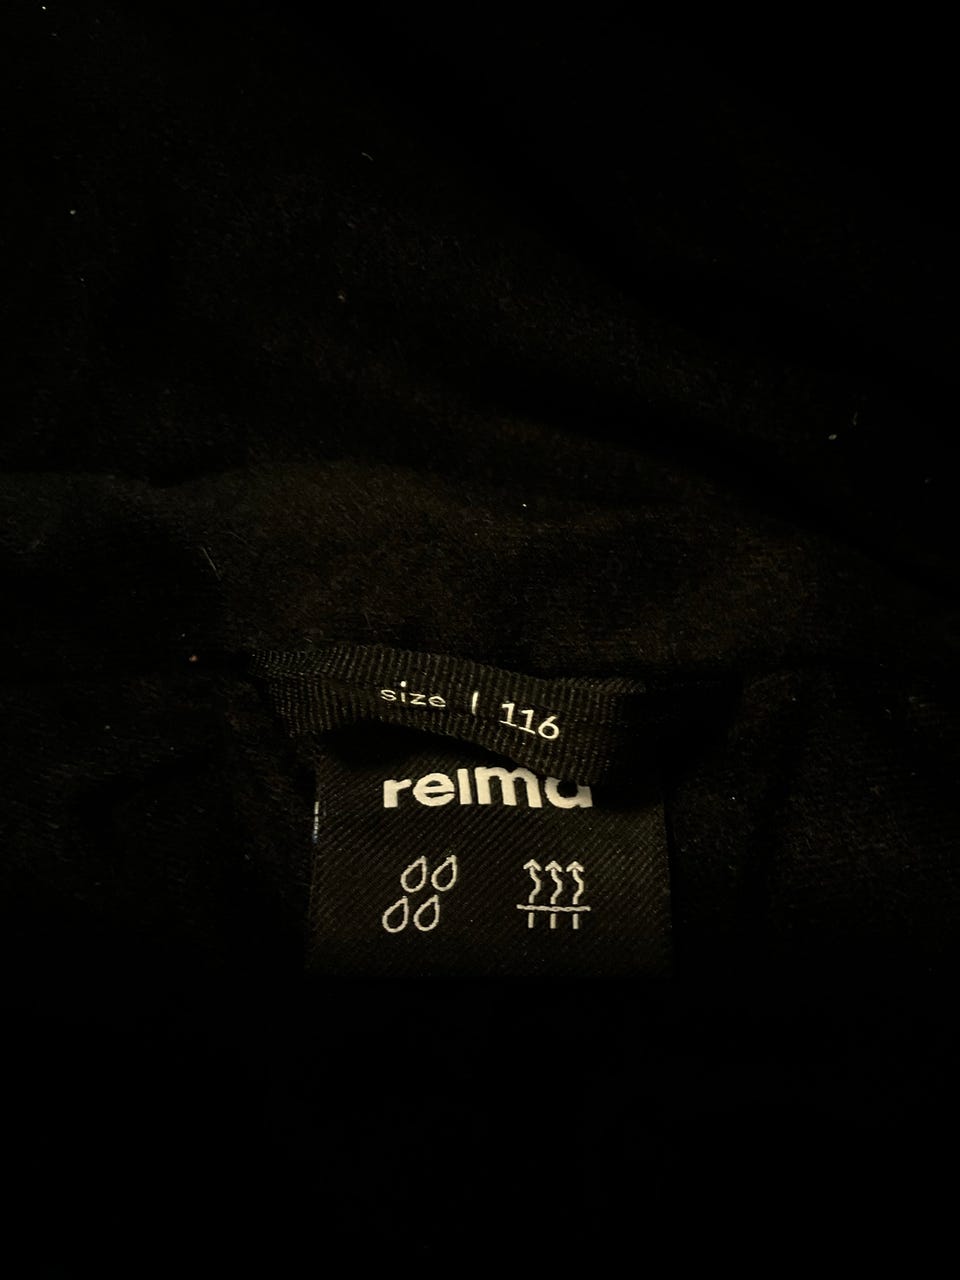 size | 116
reima